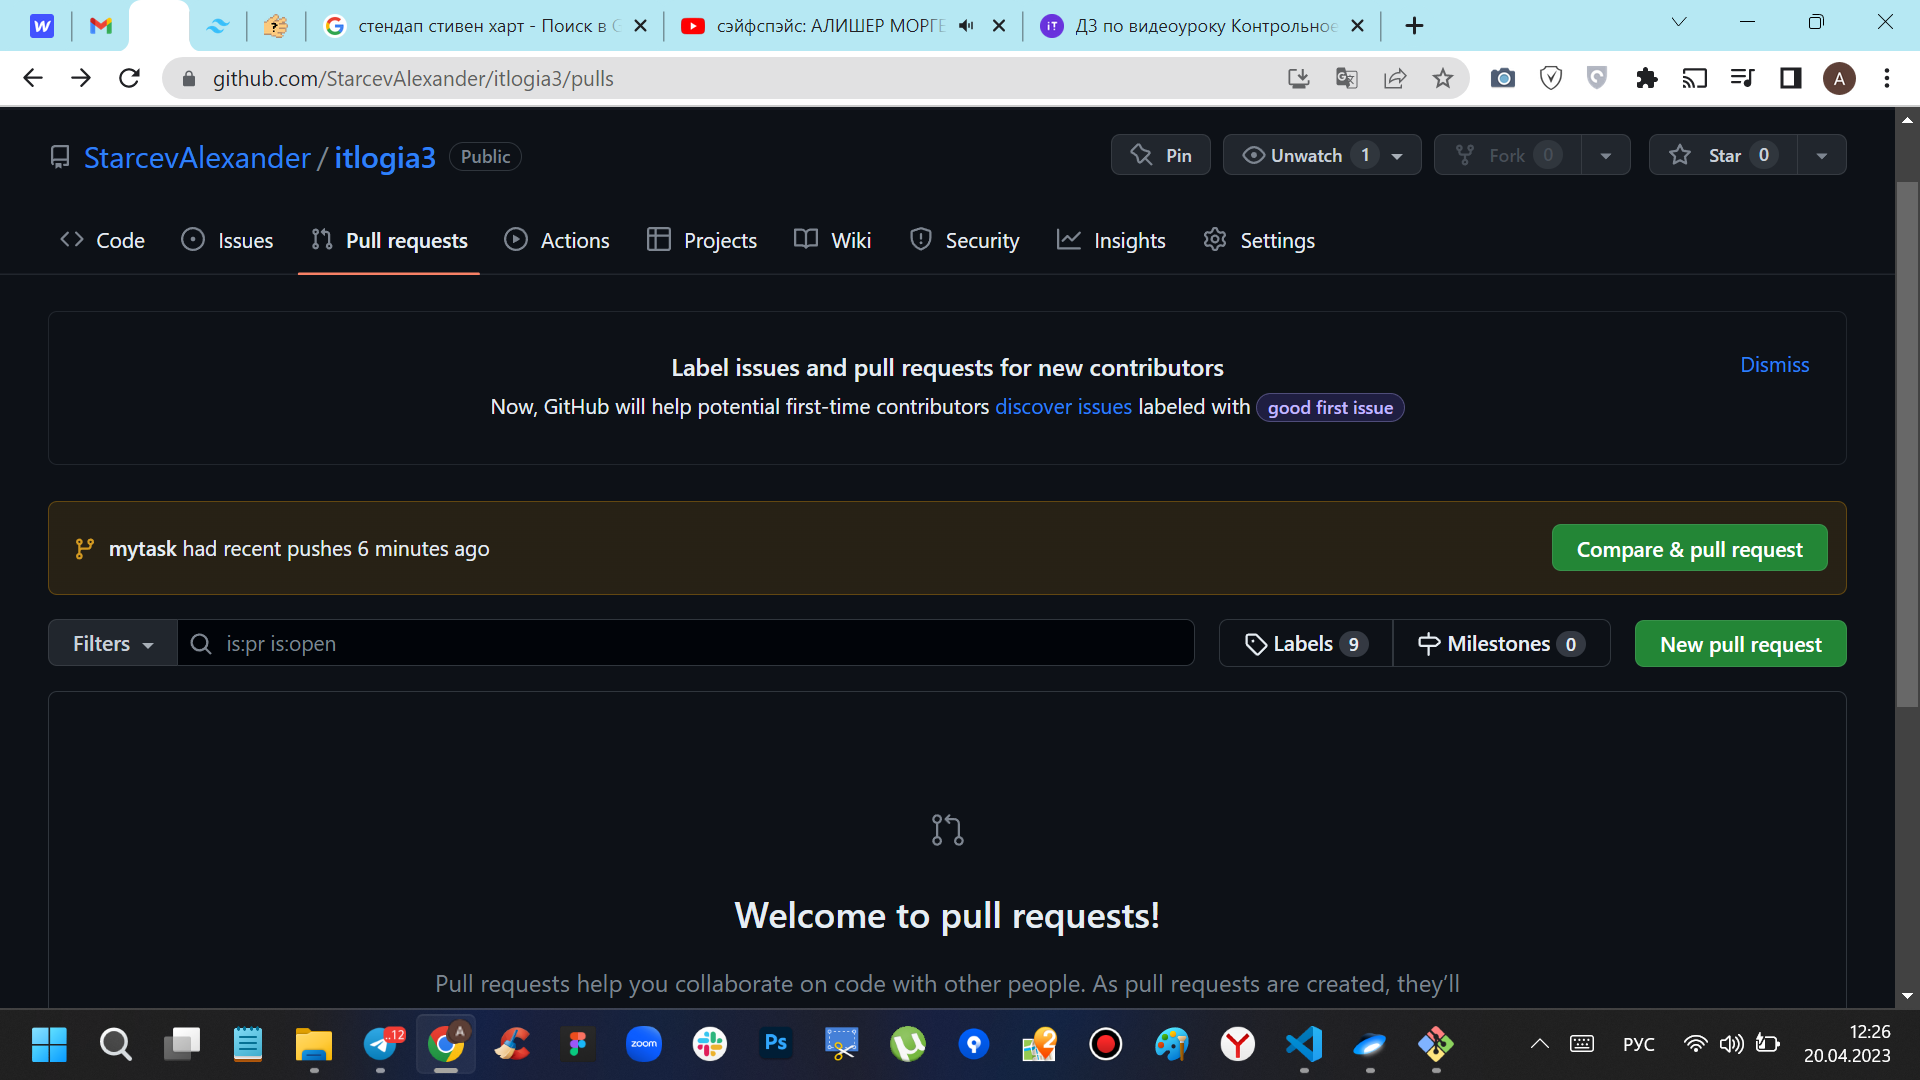 стендап стивен харт - Поиск в G
сэйфспэйс: АЛИШЕР МОРГЕ
ДЗ по видеоуроку Контрольное
github.com/StarcevAlexander/itlogia3/pulls
A
StarcevAlexander / itlogia3 Public
Pin
Unwatch 1
Fork 0
Star 0
Code
Issues
Pull requests
Actions
Projects
Wiki
Security
Insights
Settings
Label issues and pull requests for new contributors
Dismiss
Now, GitHub will help potential first-time contributors discover issues labeled with good first issue
mytask had recent pushes 6 minutes ago
Compare & pull request
Filters
is:pr is:open
Labels 9
Milestones 0
New pull request
Welcome to pull requests!
Pull requests help you collaborate on code with other people. As pull requests are created, they’ll
..12
A
zoom
Ps
2
РУС
12:26
20.04.2023